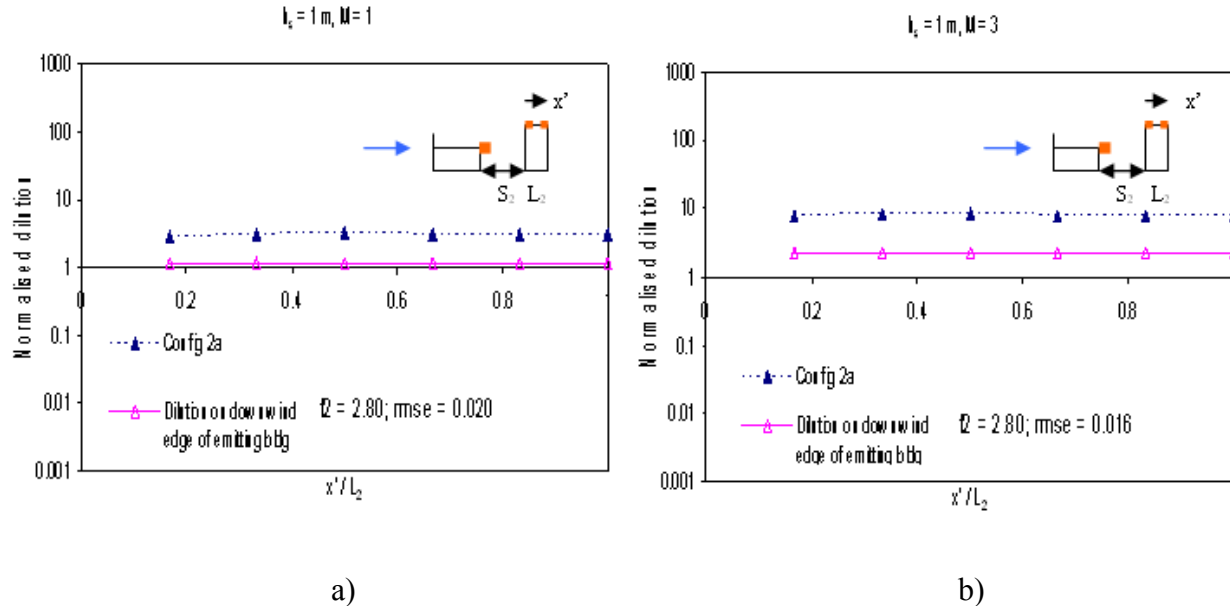 hₛ = 1 m, M = 1
1000
100
10
1
0.1
0.01
0.001
0
0.2
0.4
0.6
0.8
1
Normalised dilution
x'
S₂ L₂
Config 2a
Dilution on downwind
edge of emitting bldg
f2 = 2.80; rmse = 0.020
x'/L₂
a)
hₛ = 1 m, M = 3
1000
100
10
1
0.1
0.01
0.001
0
0.2
0.4
0.6
0.8
Normalised dilution
x'
S₂ L₂
Config 2a
Dilution on downwind
edge of emitting bldg
f2 = 2.80; rmse = 0.016
x'/L₂
b)